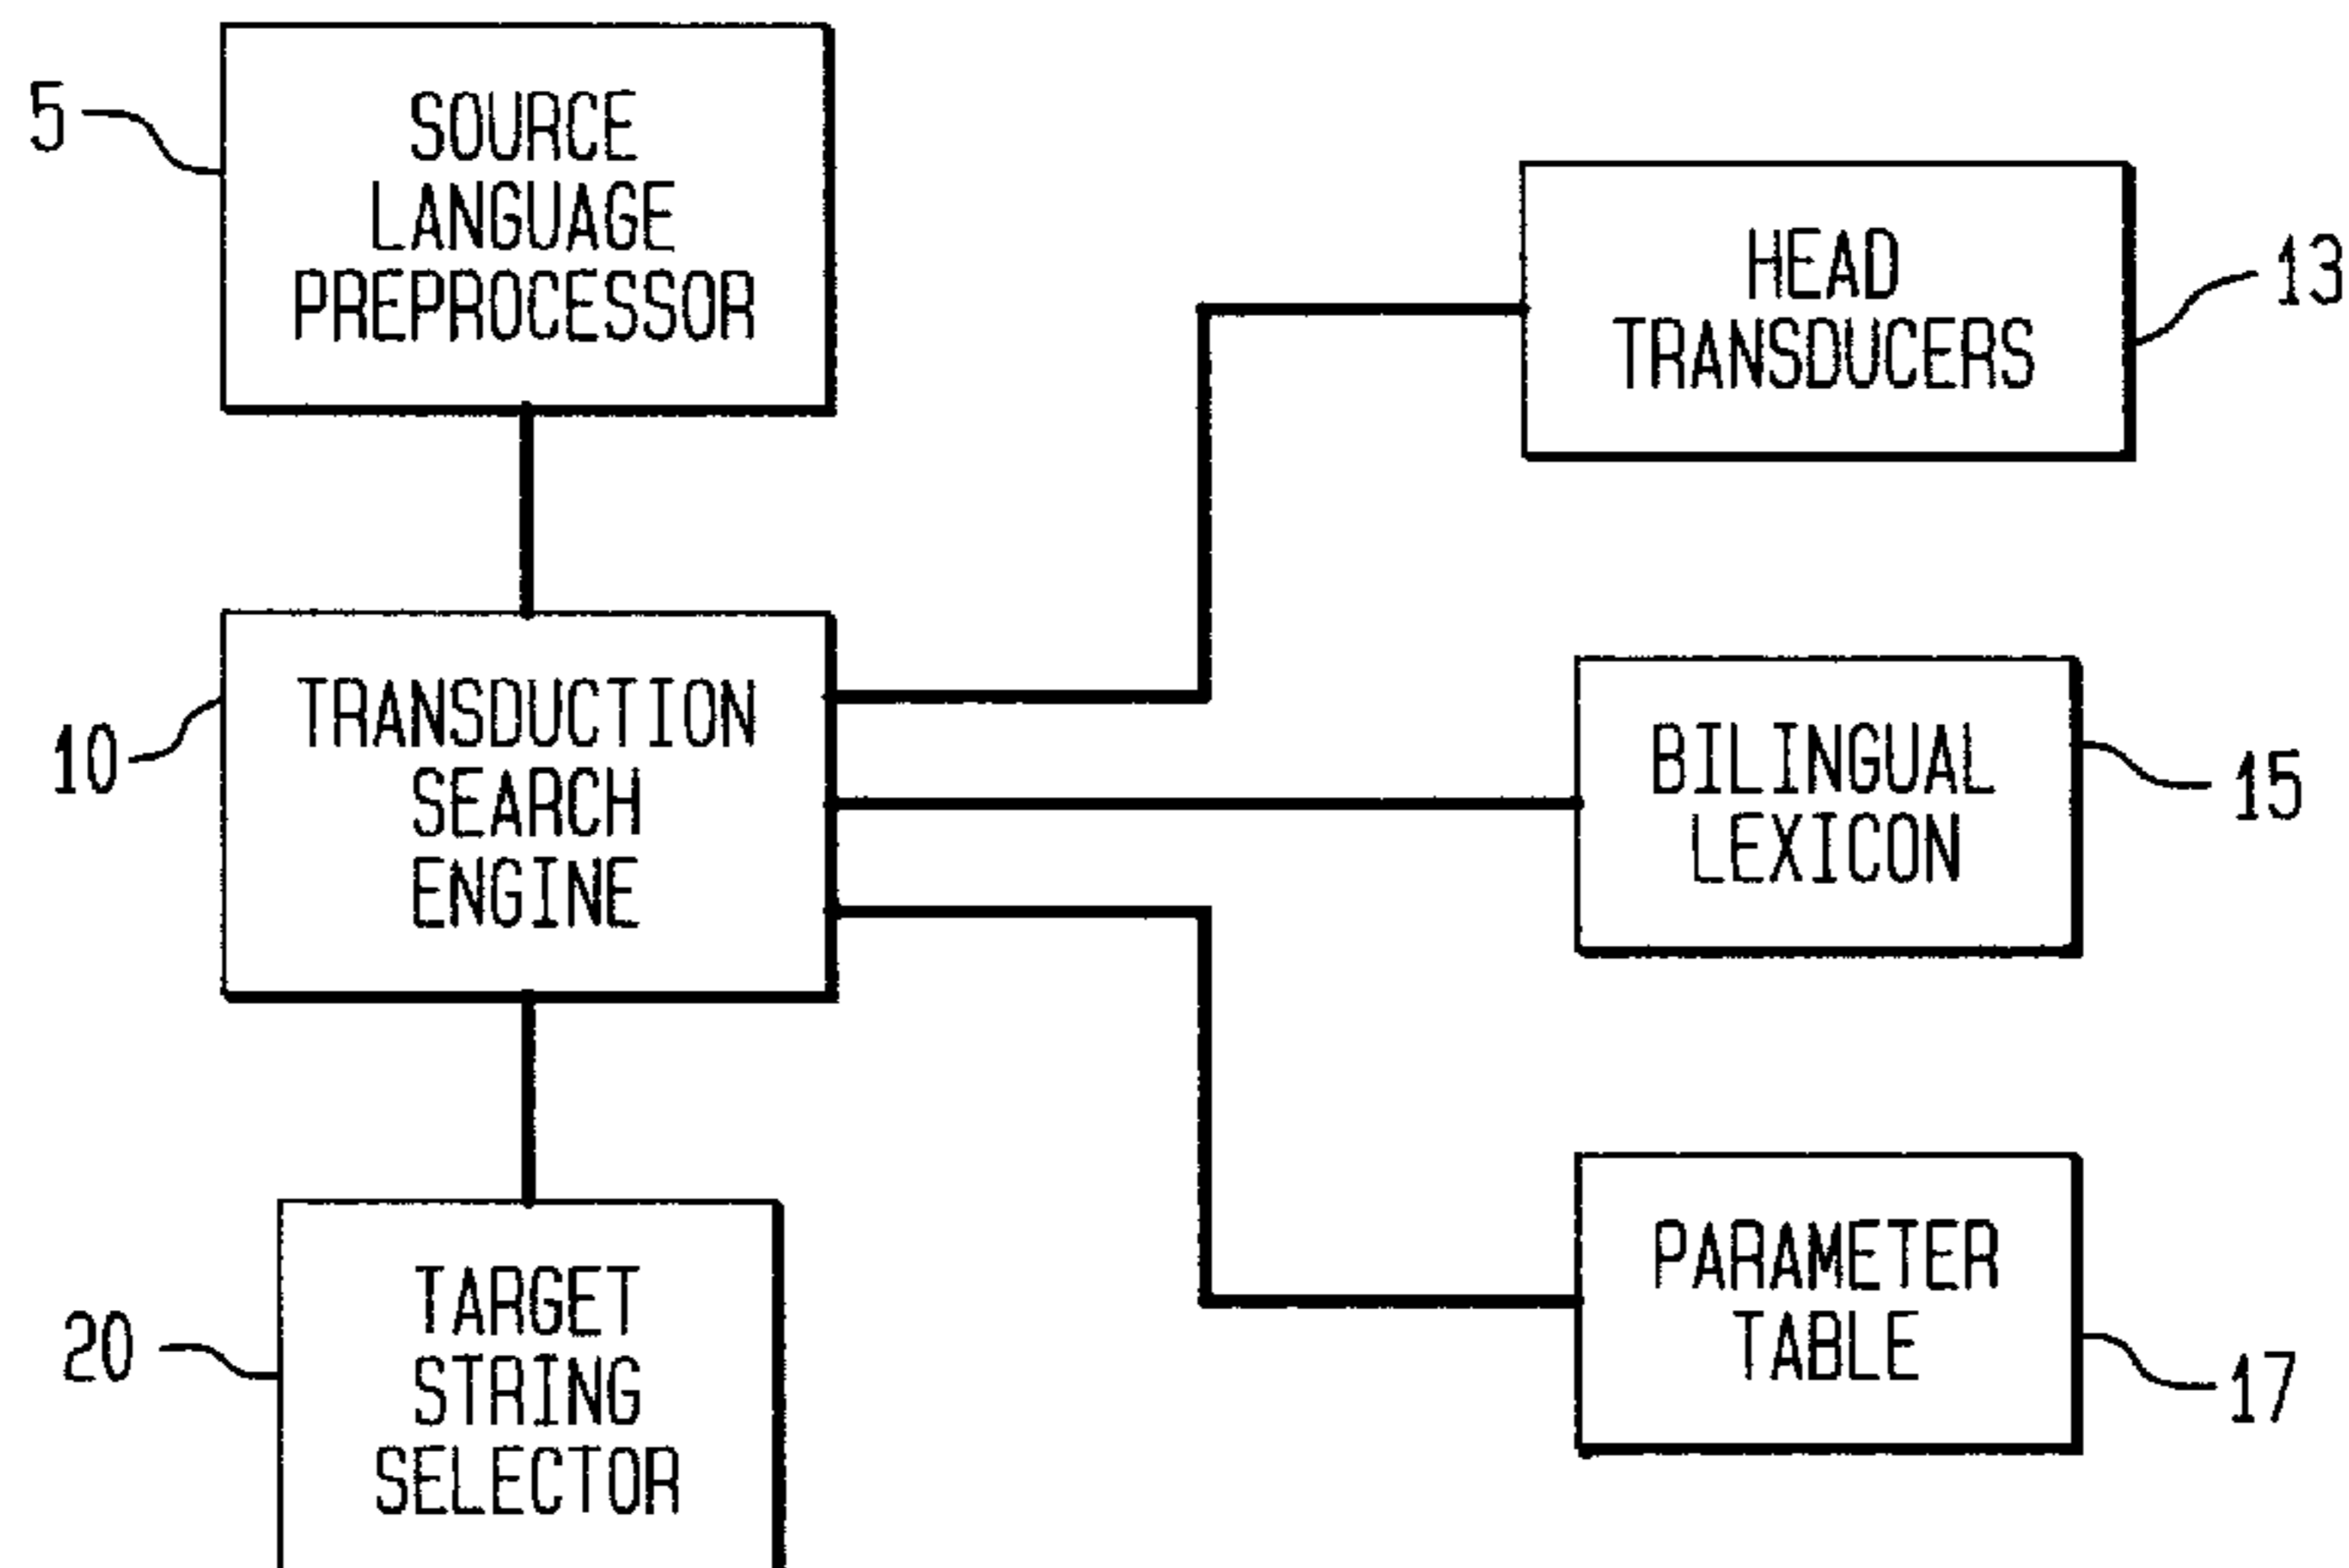 5
SOURCE
LANGUAGE
PREPROCESSOR
HEAD
TRANSDUCERS
13
10
TRANSDUCTION
SEARCH
ENGINE
BILINGUAL
LEXICON
15
20
TARGET
STRING
SELECTOR
PARAMETER
TABLE
17